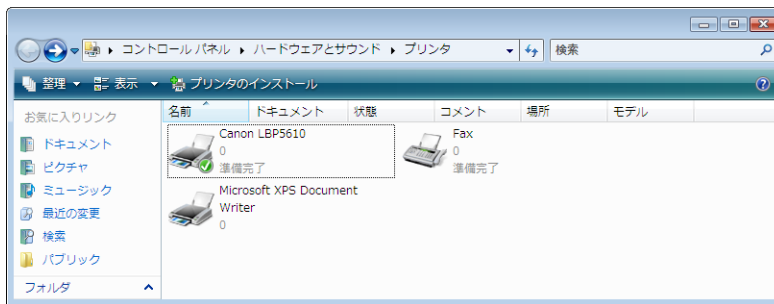 コントロール パネル ハードウェアとサウンド プリンタ 検索
整理 表示 プリンタのインストール
お気に入りリンク
ドキュメント
ピクチャ
ミュージック
最近の変更
検索
パブリック
フォルダ
名前 ドキュメント 状態 コメント 場所 モデル
Canon LBP5610
0
準備完了
Fax
0
準備完了
Microsoft XPS Document
Writer
0